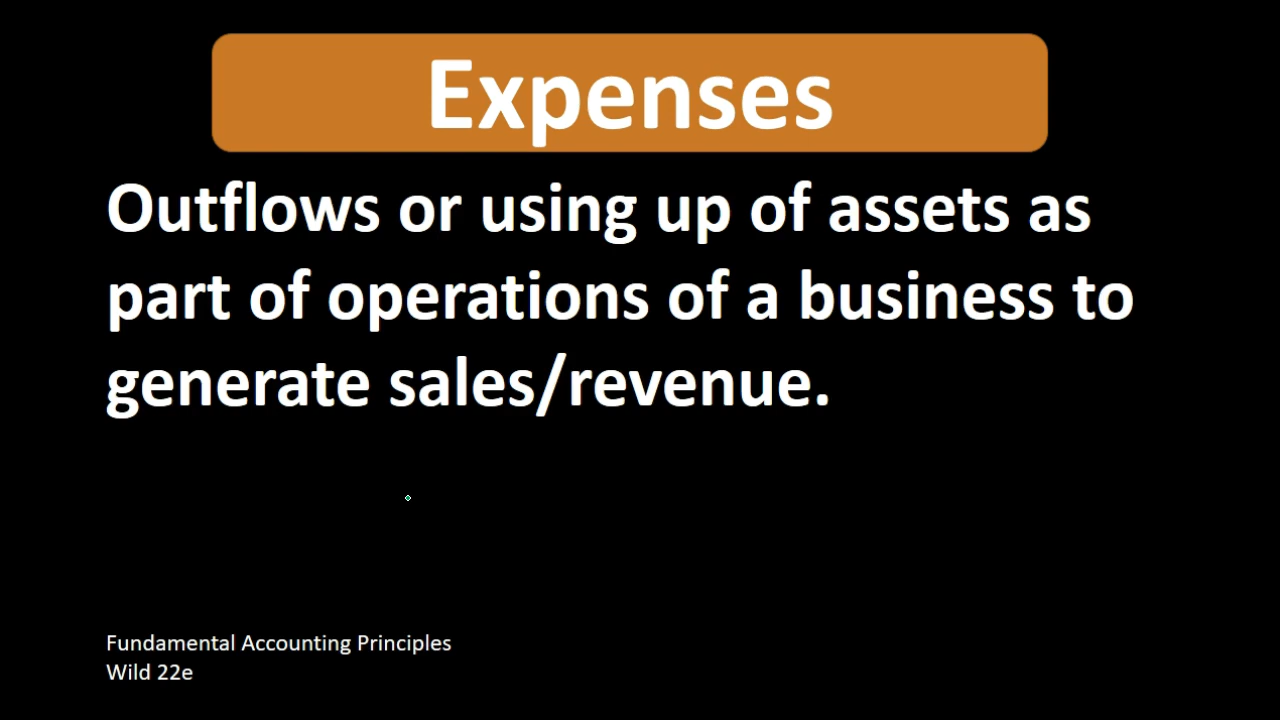 Expenses
Outflows or using up of assets as
part of operations of a business to
generate sales/revenue.
Fundamental Accounting Principles
Wild 22e